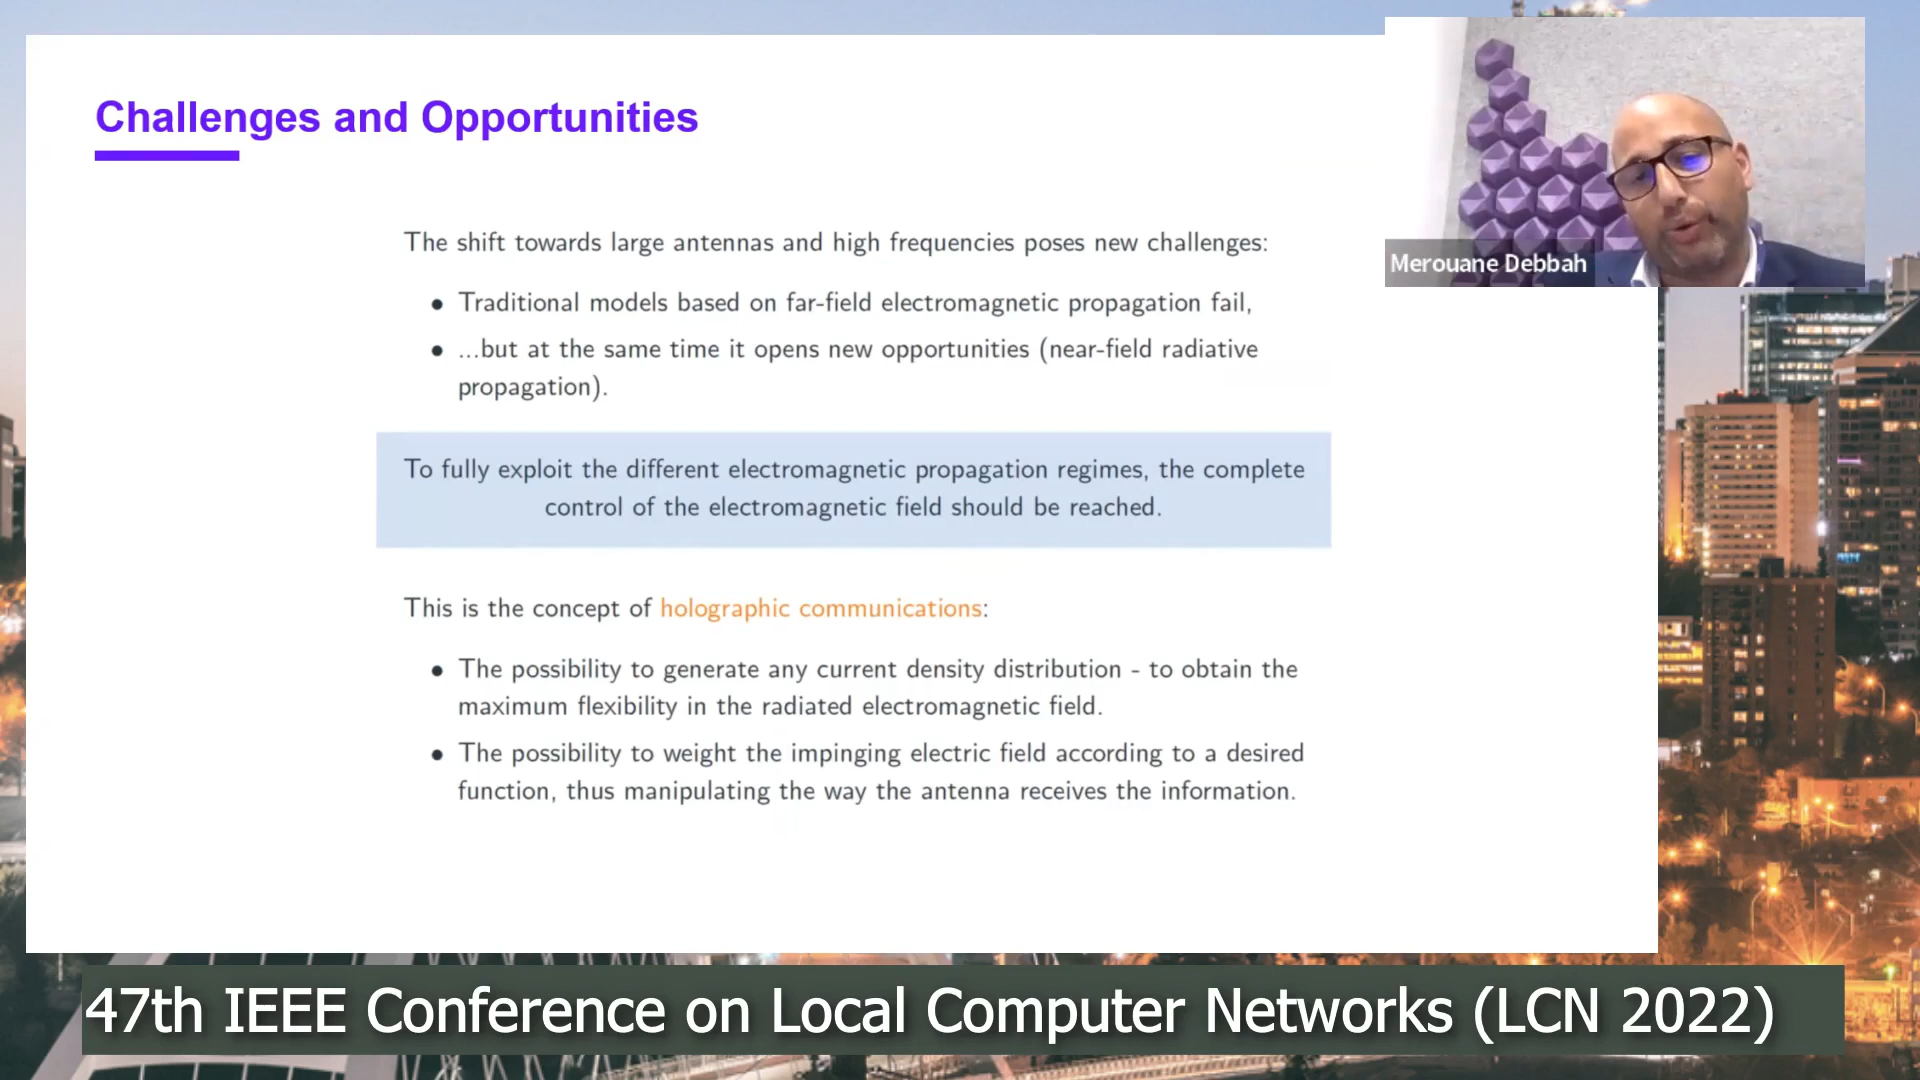 Challenges and Opportunities
The shift towards large antennas and high frequencies poses new challenges:
• Traditional models based on far-field electromagnetic propagation fail,
• ...but at the same time it opens new opportunities (near-field radiative
propagation).
To fully exploit the different electromagnetic propagation regimes, the complete
control of the electromagnetic field should be reached.
This is the concept of holographic communications:
• The possibility to generate any current density distribution - to obtain the
maximum flexibility in the radiated electromagnetic field.
• The possibility to weight the impinging electric field according to a desired
function, thus manipulating the way the antenna receives the information.
Merouane Debbah
47th IEEE Conference on Local Computer Networks (LCN 2022)